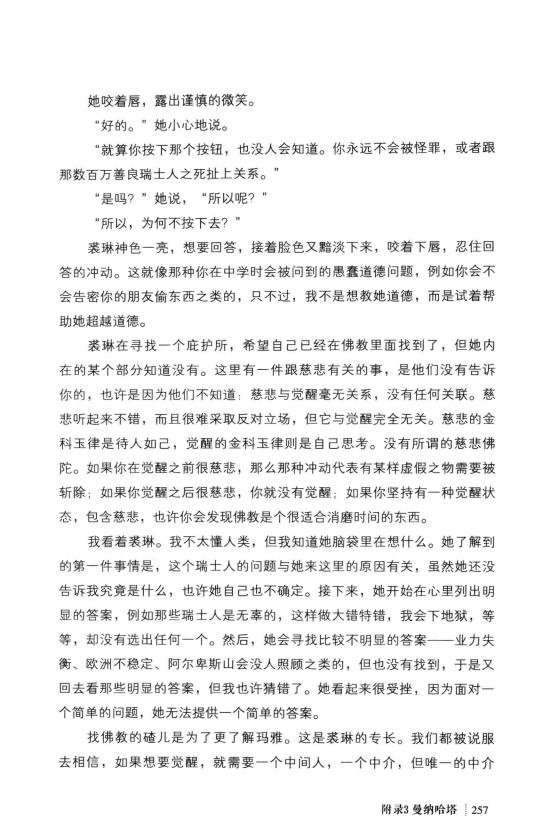 她咬着唇，露出谨慎的微笑。
“好的。”她小心地说。
“就算你按下那个按钮，也没人会知道。你永远不会被怪罪，或者跟
那数百万善良瑞士人之死扯上关系。”
“是吗？”她说，“所以呢？”
“所以，为何不按下去？”
裘琳神色一亮，想要回答，接着脸色又黯淡下来，咬着下唇，忍住回
答的冲动。这就像那种你在中学时会被问到的愚蠢道德问题，例如你会不
会告密你的朋友偷东西之类的，只不过，我不是想教她道德，而是试着帮
助她超越道德。
裘琳在寻找一个庇护所，希望自己已经在佛教里面找到了，但她内
在的某个部分知道没有。这里有一件跟慈悲有关的事，是他们没有告诉
你的，也许是因为他们不知道：慈悲与觉醒毫无关系，没有任何关联。慈
悲听起来不错，而且很难采取反对立场，但它与觉醒完全无关。慈悲的金
科玉律是待人如己，觉醒的金科玉律则是自己思考。没有所谓的慈悲佛
陀。如果你在觉醒之前很慈悲，那么那种冲动代表有某样虚假之物需要被
斩除；如果你觉醒之后很慈悲，你就没有觉醒；如果你坚持有一种觉醒状
态，包含慈悲，也许你会发现佛教是个很适合消磨时间的东西。
我看着裘琳。我不太懂人类，但我知道她脑袋里在想什么。她了解到
的第一件事情是，这个瑞士人的问题与她来这里的原因有关，虽然她还没
告诉我究竟是什么，也许她自己也不确定。接下来，她开始在心里列出明
显的答案，例如那些瑞士人是无辜的，这样做大错特错，我会下地狱，等
等，却没有选出任何一个。然后，她会寻找比较不明显的答案——业力失
衡、欧洲不稳定、阿尔卑斯山会没人照顾之类的，但也没有找到，于是又
回去看那些明显的答案，但我也许猜错了。她看起来很受挫，因为面对一
个简单的问题，她无法提供一个简单的答案。
找佛教的碴儿是为了更了解玛雅。这是裘琳的专长。我们都被说服
去相信，如果想要觉醒，就需要一个中间人，一个中介，但唯一的中介
附录3 曼纳哈塔 257